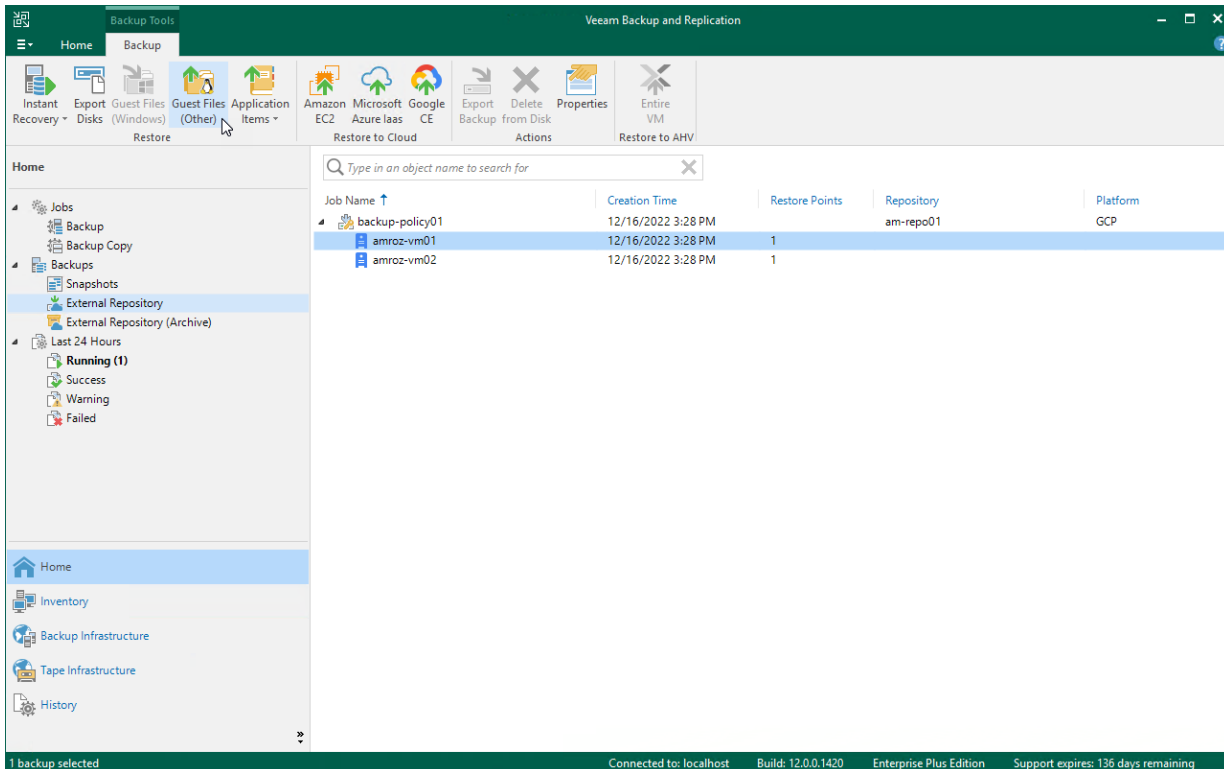 Backup Tools
Veeam Backup and Replication
Home Backup
Instant Recovery
Export Disks
Guest Files (Windows)
Guest Files (Other)
Application Items
Restore
Amazon EC2
Microsoft Azure Iaas
Google CE
Restore to Cloud
Export Backup
Delete from Disk
Properties
Actions
Entire VM
Restore to AHV
Home
Jobs
Backup
Backup Copy
Backups
Snapshots
External Repository
External Repository (Archive)
Last 24 Hours
Running (1)
Success
Warning
Failed
Home
Inventory
Backup Infrastructure
Tape Infrastructure
History
Type in an object name to search for
Job Name Creation Time Restore Points Repository Platform
backup-policy01 12/16/2022 3:28 PM am-repo01 GCP
amroz-vm01 12/16/2022 3:28 PM 1
amroz-vm02 12/16/2022 3:28 PM 1
1 backup selected Connected to: localhost Build: 12.0.0.1420 Enterprise Plus Edition Support expires: 136 days remaining